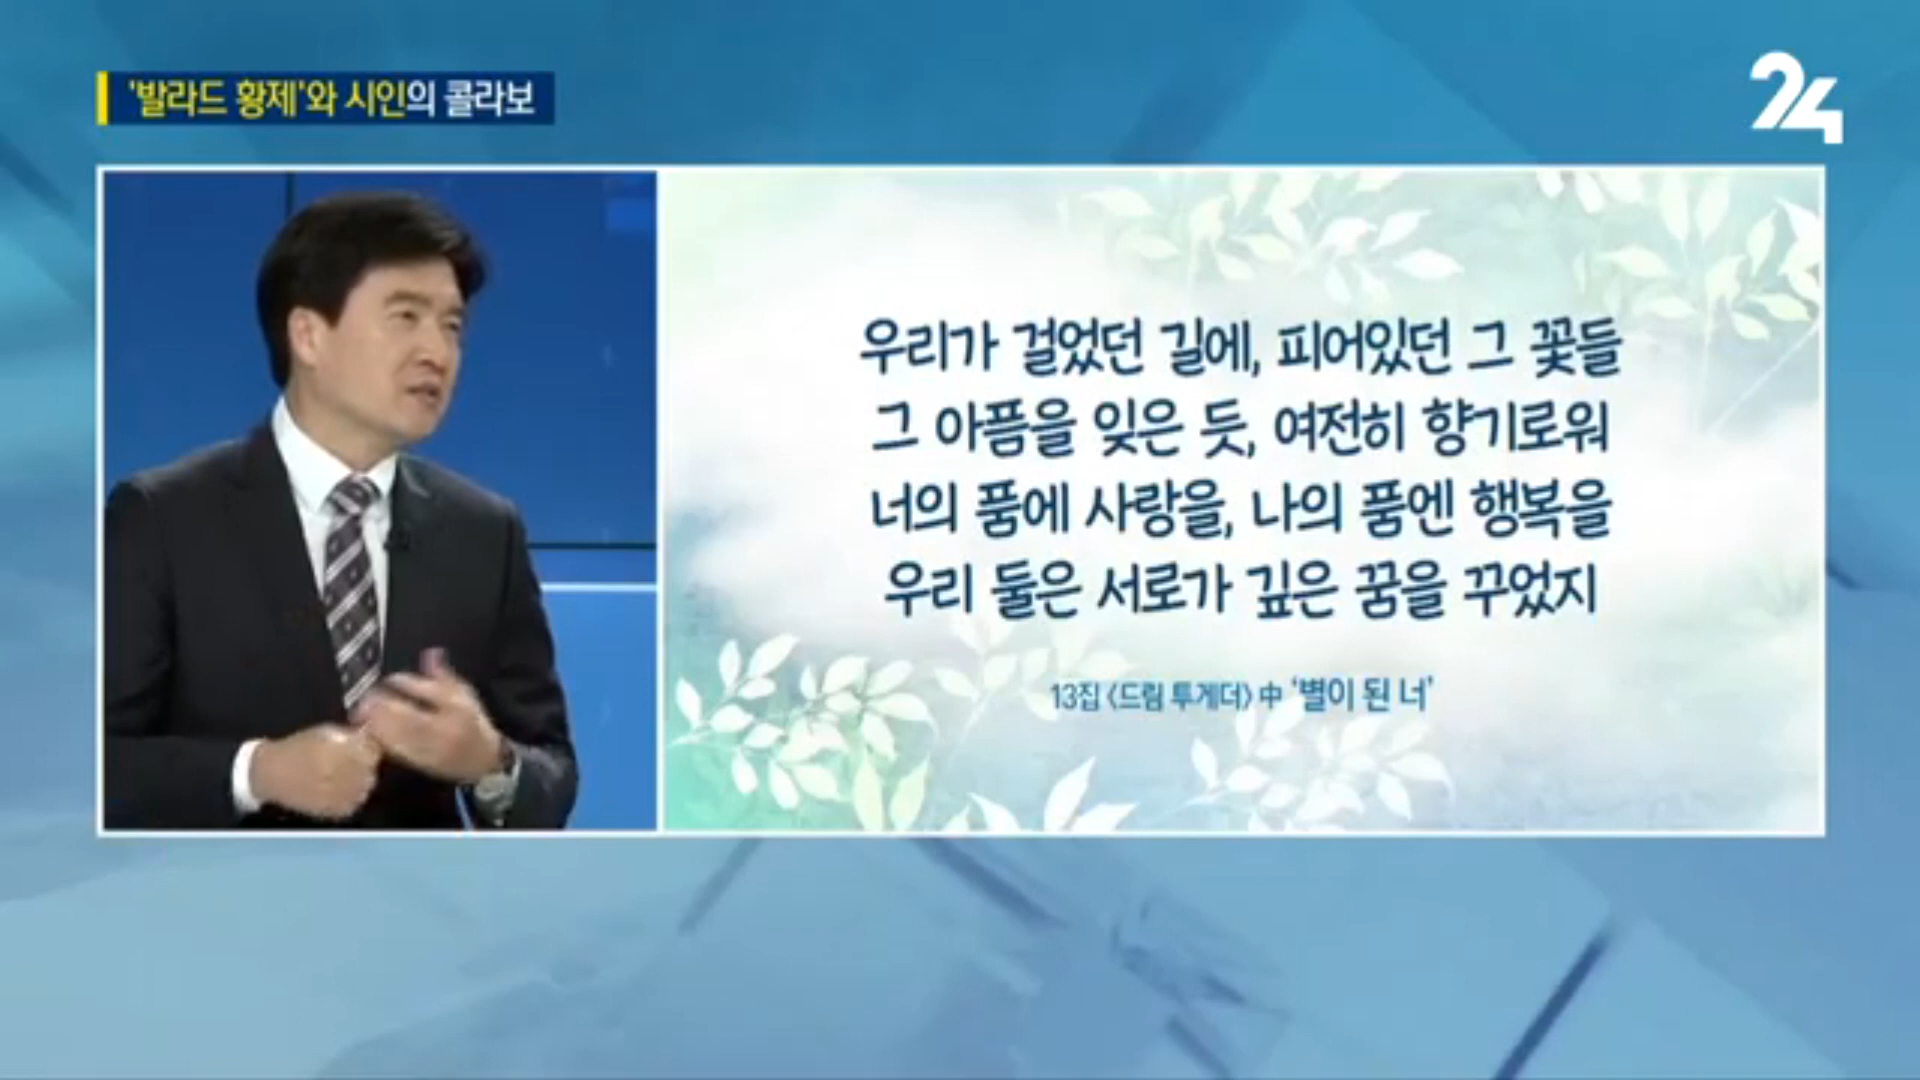 '발라드 황제'와 시인의 콜라보
24
우리가 걸었던 길에, 피어있던 그 꽃들
그 아픔을 잊은 듯, 여전히 향기로워
너의 품에 사랑을, 나의 품엔 행복을
우리 둘은 서로가 깊은 꿈을 꾸었지
13집 <드림 투게더> 中 '별이 된 너'